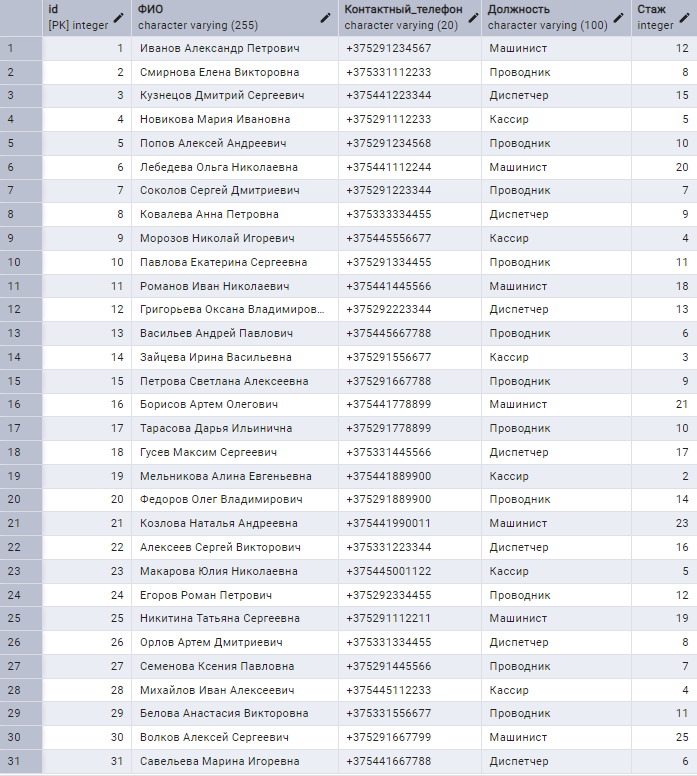 id ФИО Контактный_телефон Должность Стаж
[PK] integer character varying (255) character varying (20) character varying (100) integer
1 1 Иванов Александр Петрович +375291234567 Машинист 12
2 2 Смирнова Елена Викторовна +375331112233 Проводник 8
3 3 Кузнецов Дмитрий Сергеевич +375441223344 Диспетчер 15
4 4 Новикова Мария Ивановна +375291112233 Кассир 5
5 5 Попов Алексей Андреевич +375291234568 Проводник 10
6 6 Лебедева Ольга Николаевна +375441112244 Машинист 20
7 7 Соколов Сергей Дмитриевич +375291223344 Проводник 7
8 8 Ковалева Анна Петровна +375333334455 Диспетчер 9
9 9 Морозов Николай Игоревич +375445556677 Кассир 4
10 10 Павлова Екатерина Сергеевна +375291334455 Проводник 11
11 11 Романов Иван Николаевич +375441445566 Машинист 18
12 12 Григорьева Оксана Владимиров... +375292223344 Диспетчер 13
13 13 Васильев Андрей Павлович +375445667788 Проводник 6
14 14 Зайцева Ирина Васильевна +375291556677 Кассир 3
15 15 Петрова Светлана Алексеевна +375291667788 Проводник 9
16 16 Борисов Артем Олегович +375441778899 Машинист 21
17 17 Тарасова Дарья Ильинична +375291778899 Проводник 10
18 18 Гусев Максим Сергеевич +375331445566 Диспетчер 17
19 19 Мельникова Алина Евгеньевна +375441889900 Кассир 2
20 20 Федоров Олег Владимирович +375291889900 Проводник 14
21 21 Козлова Наталья Андреевна +375441990011 Машинист 23
22 22 Алексеев Сергей Викторович +375331223344 Диспетчер 16
23 23 Макарова Юлия Николаевна +375445001122 Кассир 5
24 24 Егоров Роман Петрович +375292334455 Проводник 12
25 25 Никитина Татьяна Сергеевна +375291112211 Машинист 19
26 26 Орлов Артем Дмитриевич +375331334455 Диспетчер 8
27 27 Семенова Ксения Павловна +375291445566 Проводник 7
28 28 Михайлов Иван Алексеевич +375445112233 Кассир 4
29 29 Белова Анастасия Викторовна +375331556677 Проводник 11
30 30 Волков Алексей Сергеевич +375291667799 Машинист 25
31 31 Савельева Марина Игоревна +375441667788 Диспетчер 6